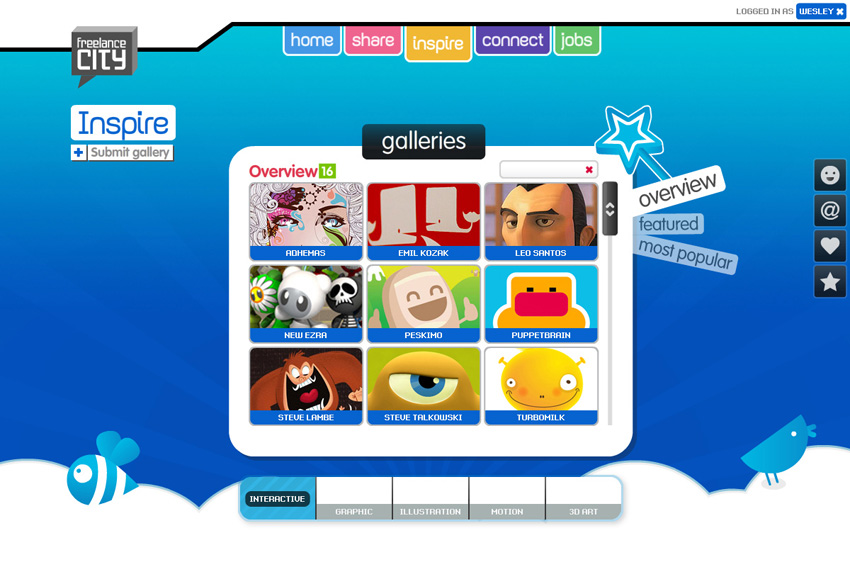 LOGGED IN AS WESLEY
freelance
CITY
home share inspire connect jobs
Inspire
Submit gallery
galleries
Overview 16
ADHEMAS EMIL KOZAK LEO SANTOS
NEW EZRA PESKIMO PUPPETBRAIN
STEVE LAMBE STEVE TALKOWSKI TURBOMILK
overview
featured
most popular
@
INTERACTIVE GRAPHIC ILLUSTRATION MOTION 3D ART